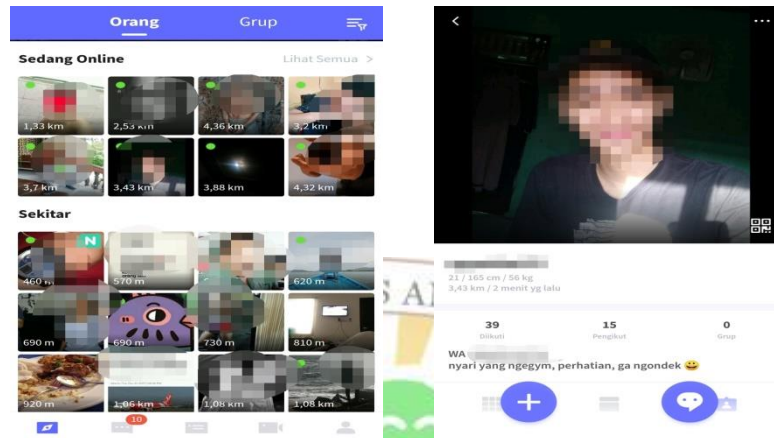 Orang Grup
Sedang Online Lihat Semua >
1,33 km 2,53 km 4,36 km 3,2 km
3,7 km 3,43 km 3,88 km 4,32 km
Sekitar
N
460 m 570 m 620 m
690 m 690 m 730 m 810 m
920 m 1,06 km 1,08 km 1,08 km
10
21 / 165 cm / 56 kg
3,43 km / 2 menit yg lalu
39 15 0
Diikuti Pengikut Grup
WA
nyari yang ngegym, perhatian, ga ngondek 😀